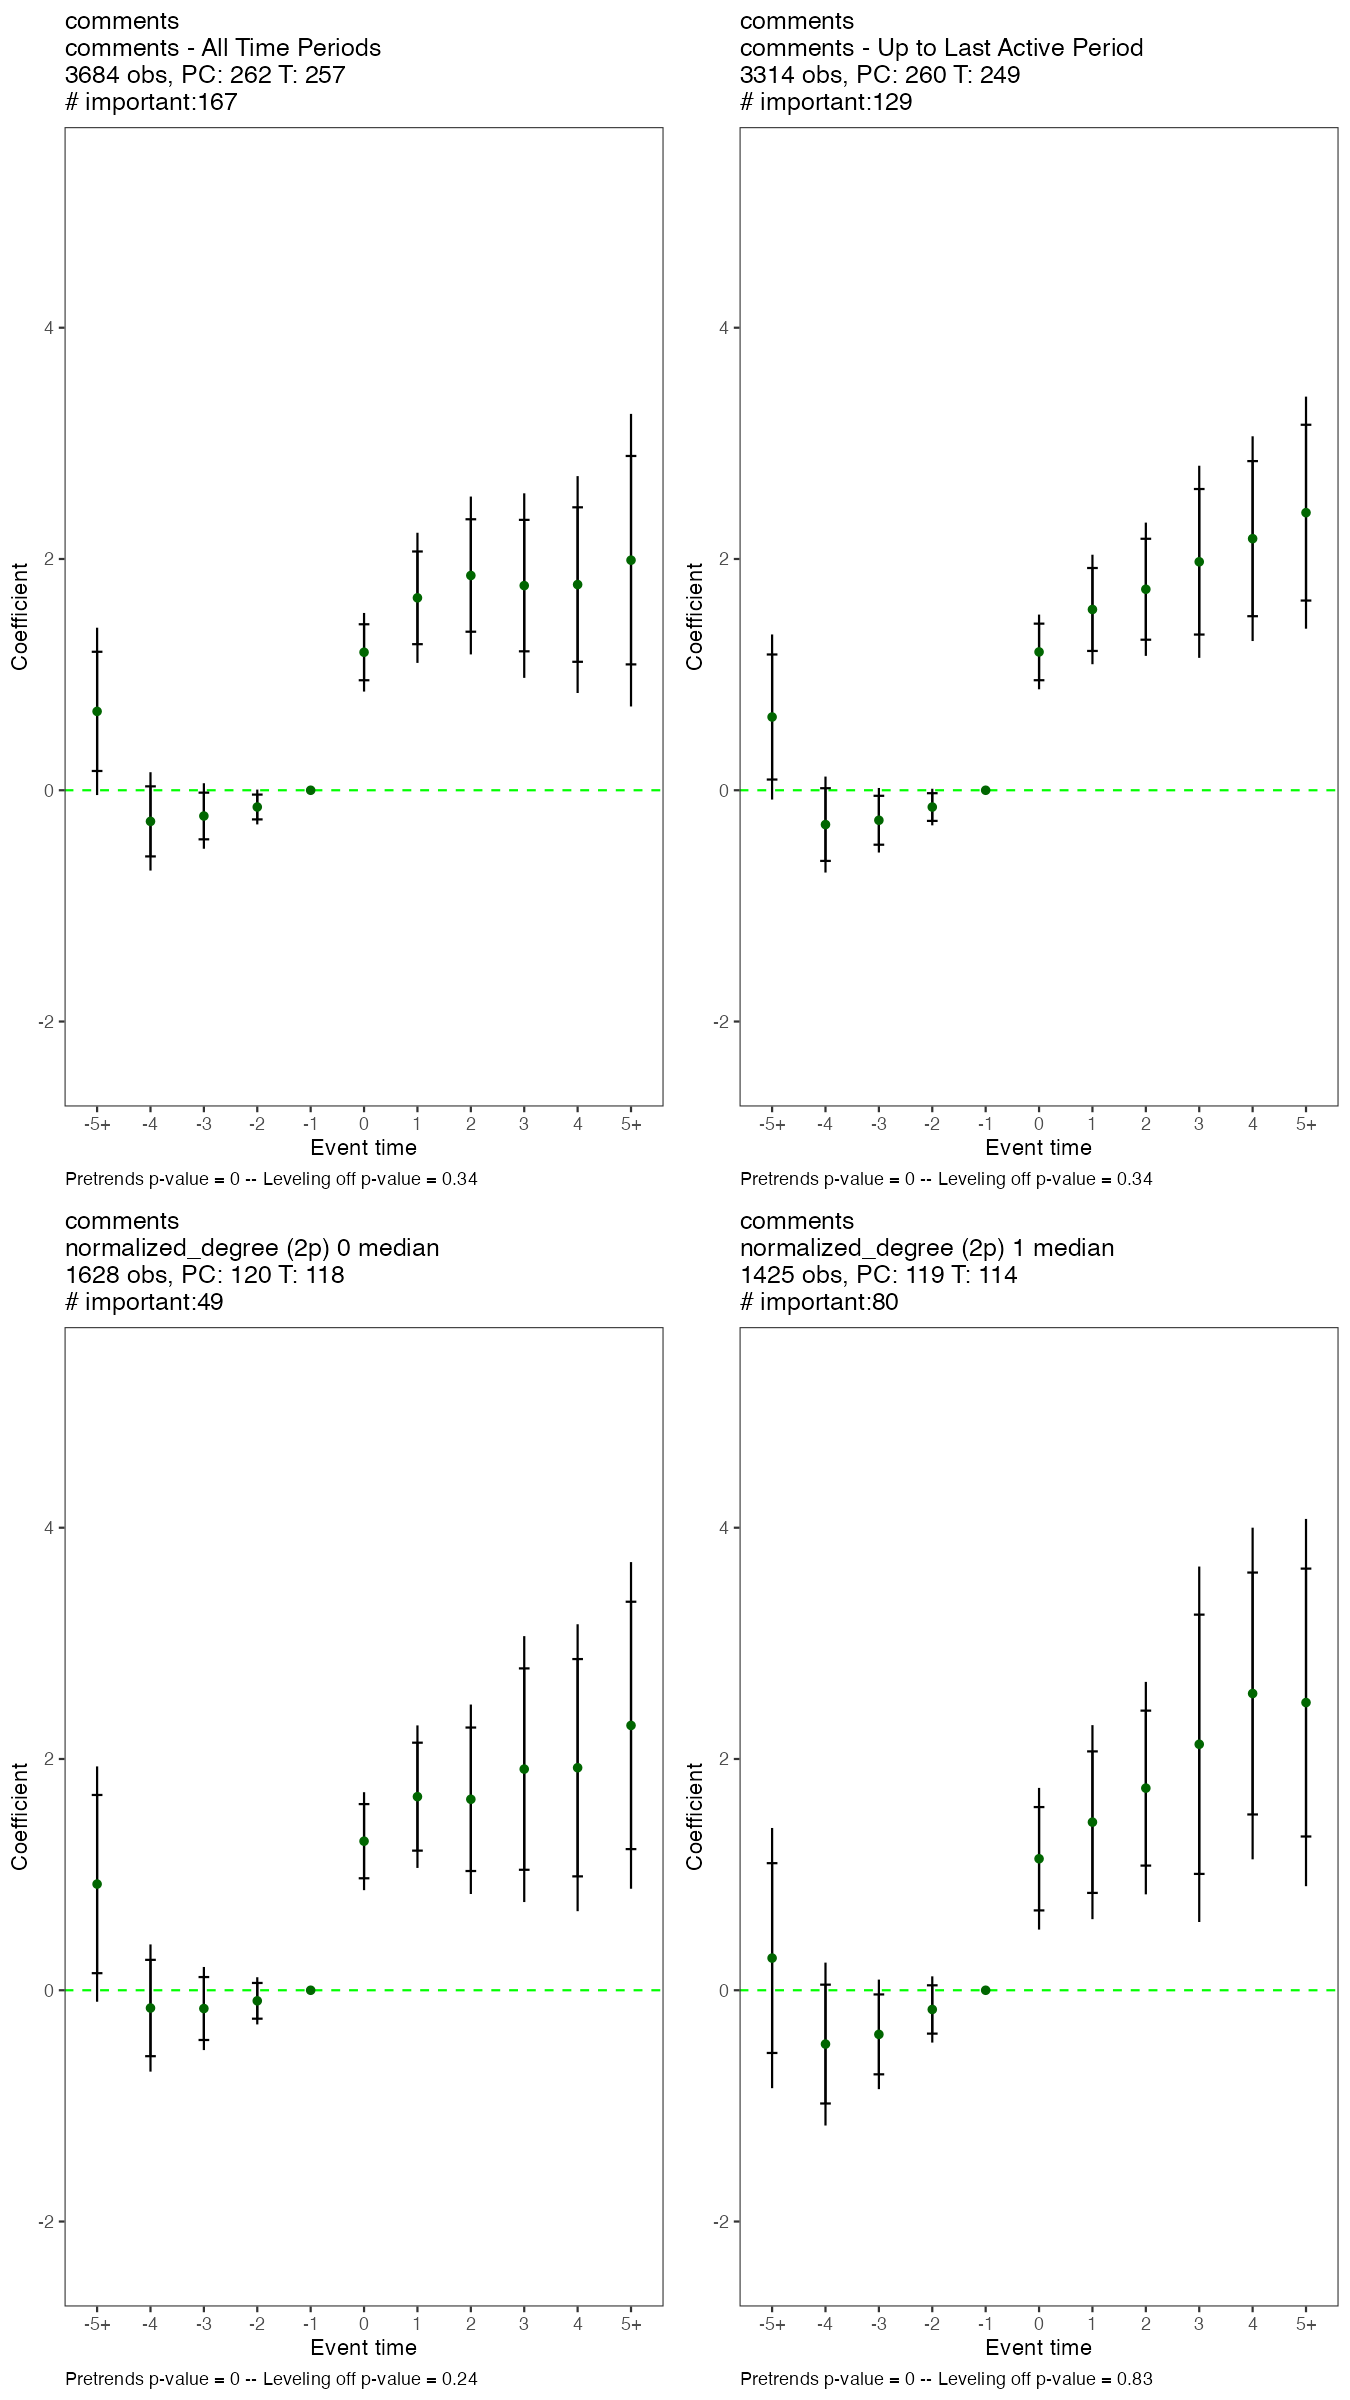 comments
comments - All Time Periods
3684 obs, PC: 262 T: 257
# important:167
Coefficient
4
2
0
-2
-5+ -4 -3 -2 -1 0 1 2 3 4 5+
Event time
Pretrends p-value = 0 -- Leveling off p-value = 0.34
comments
comments - Up to Last Active Period
3314 obs, PC: 260 T: 249
# important:129
Coefficient
4
2
0
-2
-5+ -4 -3 -2 -1 0 1 2 3 4 5+
Event time
Pretrends p-value = 0 -- Leveling off p-value = 0.34
comments
normalized_degree (2p) 0 median
1628 obs, PC: 120 T: 118
# important:49
Coefficient
4
2
0
-2
-5+ -4 -3 -2 -1 0 1 2 3 4 5+
Event time
Pretrends p-value = 0 -- Leveling off p-value = 0.24
comments
normalized_degree (2p) 1 median
1425 obs, PC: 119 T: 114
# important:80
Coefficient
4
2
0
-2
-5+ -4 -3 -2 -1 0 1 2 3 4 5+
Event time
Pretrends p-value = 0 -- Leveling off p-value = 0.83